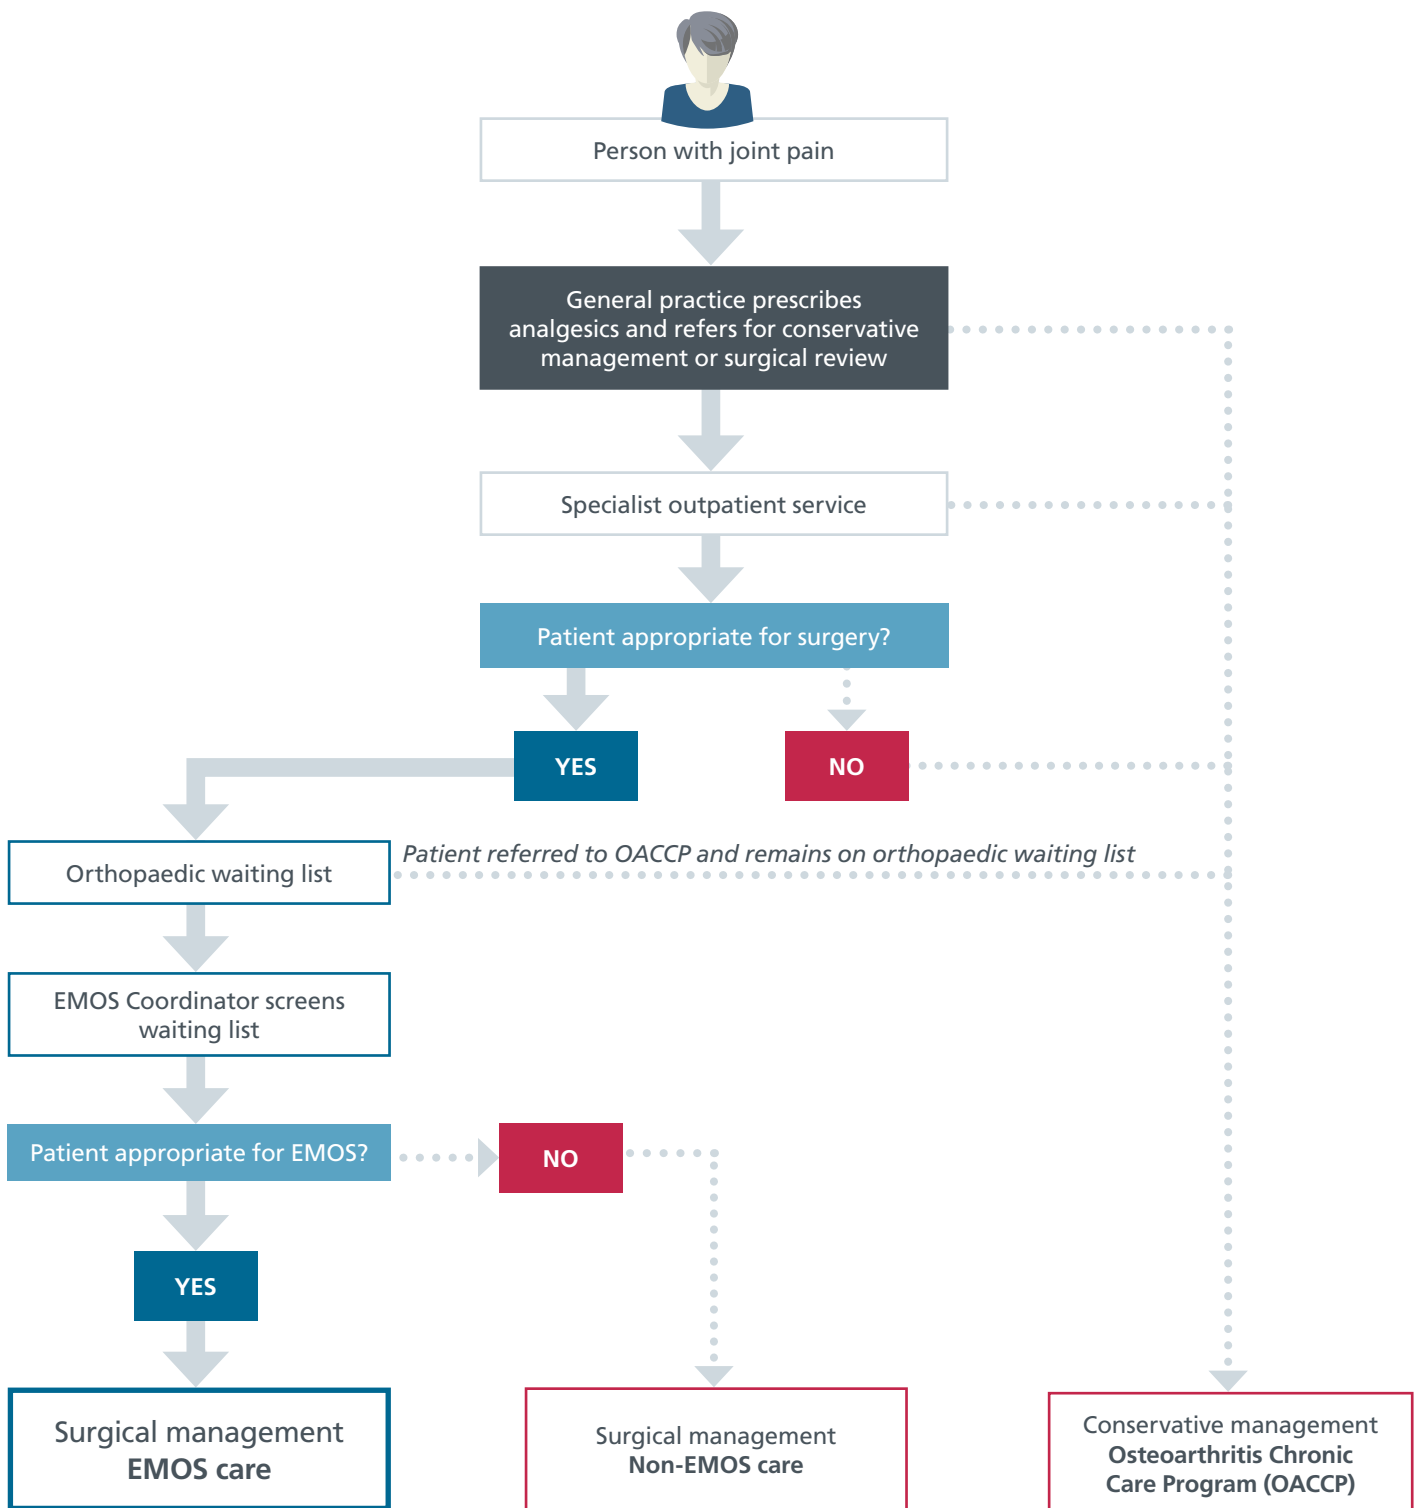 Person with joint pain
General practice prescribes
analgesics and refers for conservative
management or surgical review
Specialist outpatient service
Patient appropriate for surgery?
YES
NO
Patient referred to OACCP and remains on orthopaedic waiting list
Orthopaedic waiting list
EMOS Coordinator screens
waiting list
Patient appropriate for EMOS?
NO
YES
Surgical management
EMOS care
Surgical management
Non-EMOS care
Conservative management
Osteoarthritis Chronic
Care Program (OACCP)